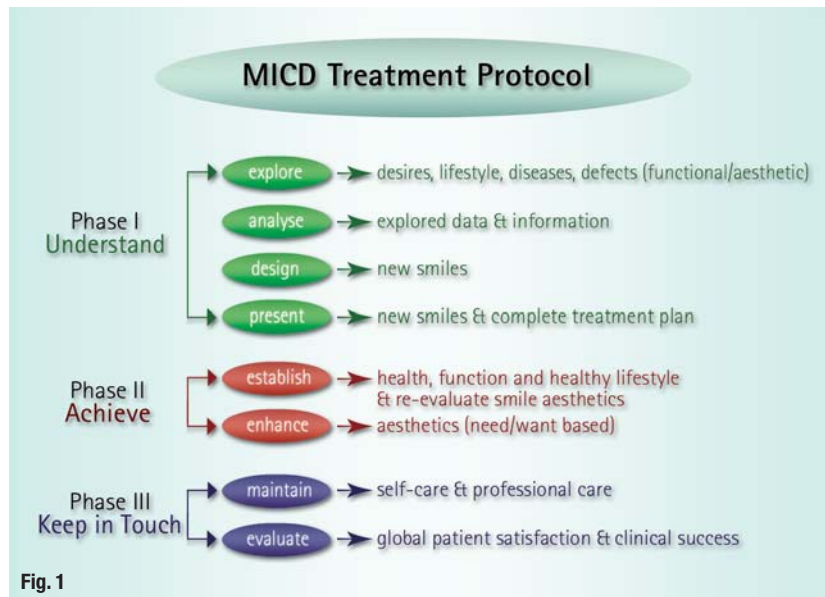 MICD Treatment Protocol
Phase I
Understand
explore
desires, lifestyle, diseases, defects (functional/aesthetic)
analyse
explored data & information
design
new smiles
present
new smiles & complete treatment plan
Phase II
Achieve
establish
health, function and healthy lifestyle
& re-evaluate smile aesthetics
enhance
aesthetics (need/want based)
Phase III
Keep in Touch
maintain
self-care & professional care
evaluate
global patient satisfaction & clinical success
Fig. 1